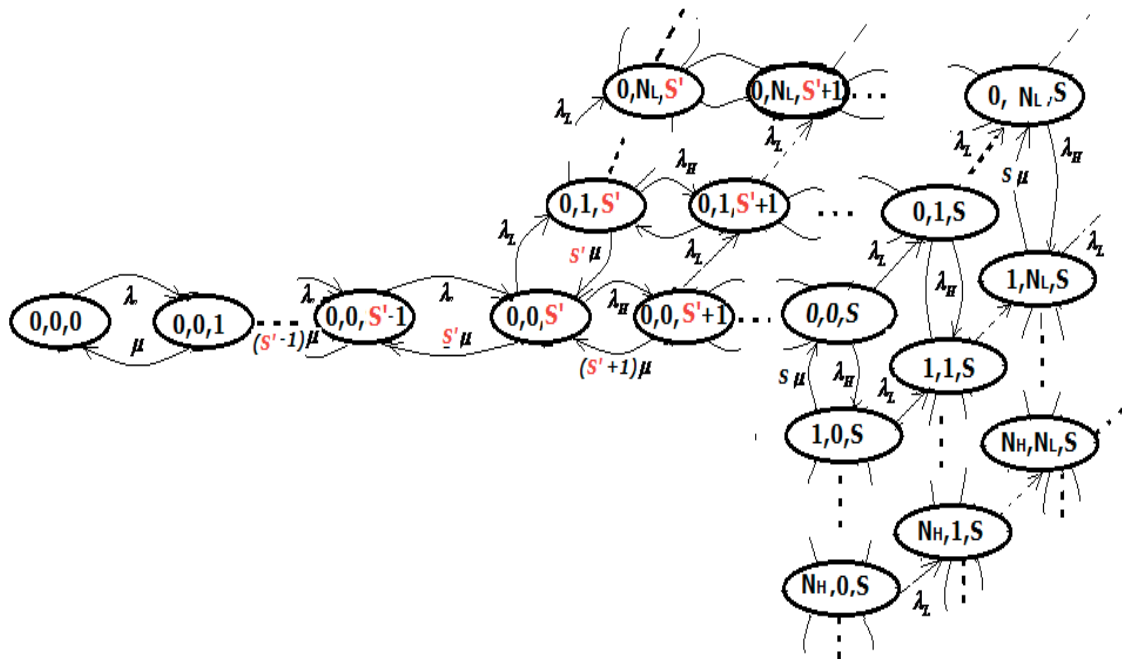 0,NL,S' 0,NL,S'+1 ... 0, NL,S
λL λL λL λH
λH Sμ
0,1,S' 0,1,S'+1 ... 0,1,S
λL S'μ λL λL λH 1,NL,S λL
0,0,0 λ 0,0,1 λ 0,0,S'-1 λ 0,0,S' λH 0,0,S'+1 ... 0,0,S
μ (S'-1)μ S'μ (S'+1)μ
Sμ λH λL 1,1,S
1,0,S NH,NL,S
NH,1,S
NH,0,S λL